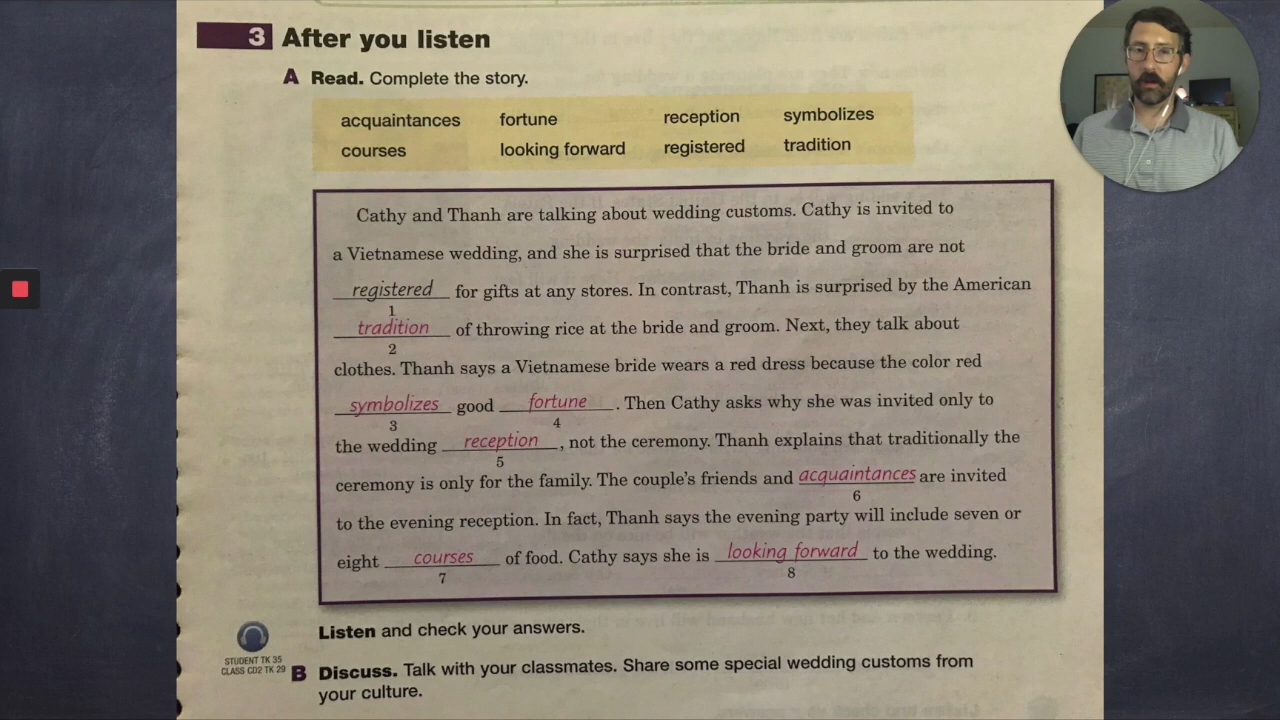 3 After you listen
A Read. Complete the story.
acquaintances fortune reception symbolizes
courses looking forward registered tradition
Cathy and Thanh are talking about wedding customs. Cathy is invited to
a Vietnamese wedding, and she is surprised that the bride and groom are not
registered for gifts at any stores. In contrast, Thanh is surprised by the American
1
tradition of throwing rice at the bride and groom. Next, they talk about
2
clothes. Thanh says a Vietnamese bride wears a red dress because the color red
symbolizes good fortune. Then Cathy asks why she was invited only to
3 4
the wedding reception, not the ceremony. Thanh explains that traditionally the
5
ceremony is only for the family. The couple's friends and acquaintances are invited
6
to the evening reception. In fact, Thanh says the evening party will include seven or
eight courses of food. Cathy says she is looking forward to the wedding.
7 8
Listen and check your answers.
STUDENT TK 35
CLASS CD2 TK 29
B Discuss. Talk with your classmates. Share some special wedding customs from
your culture.